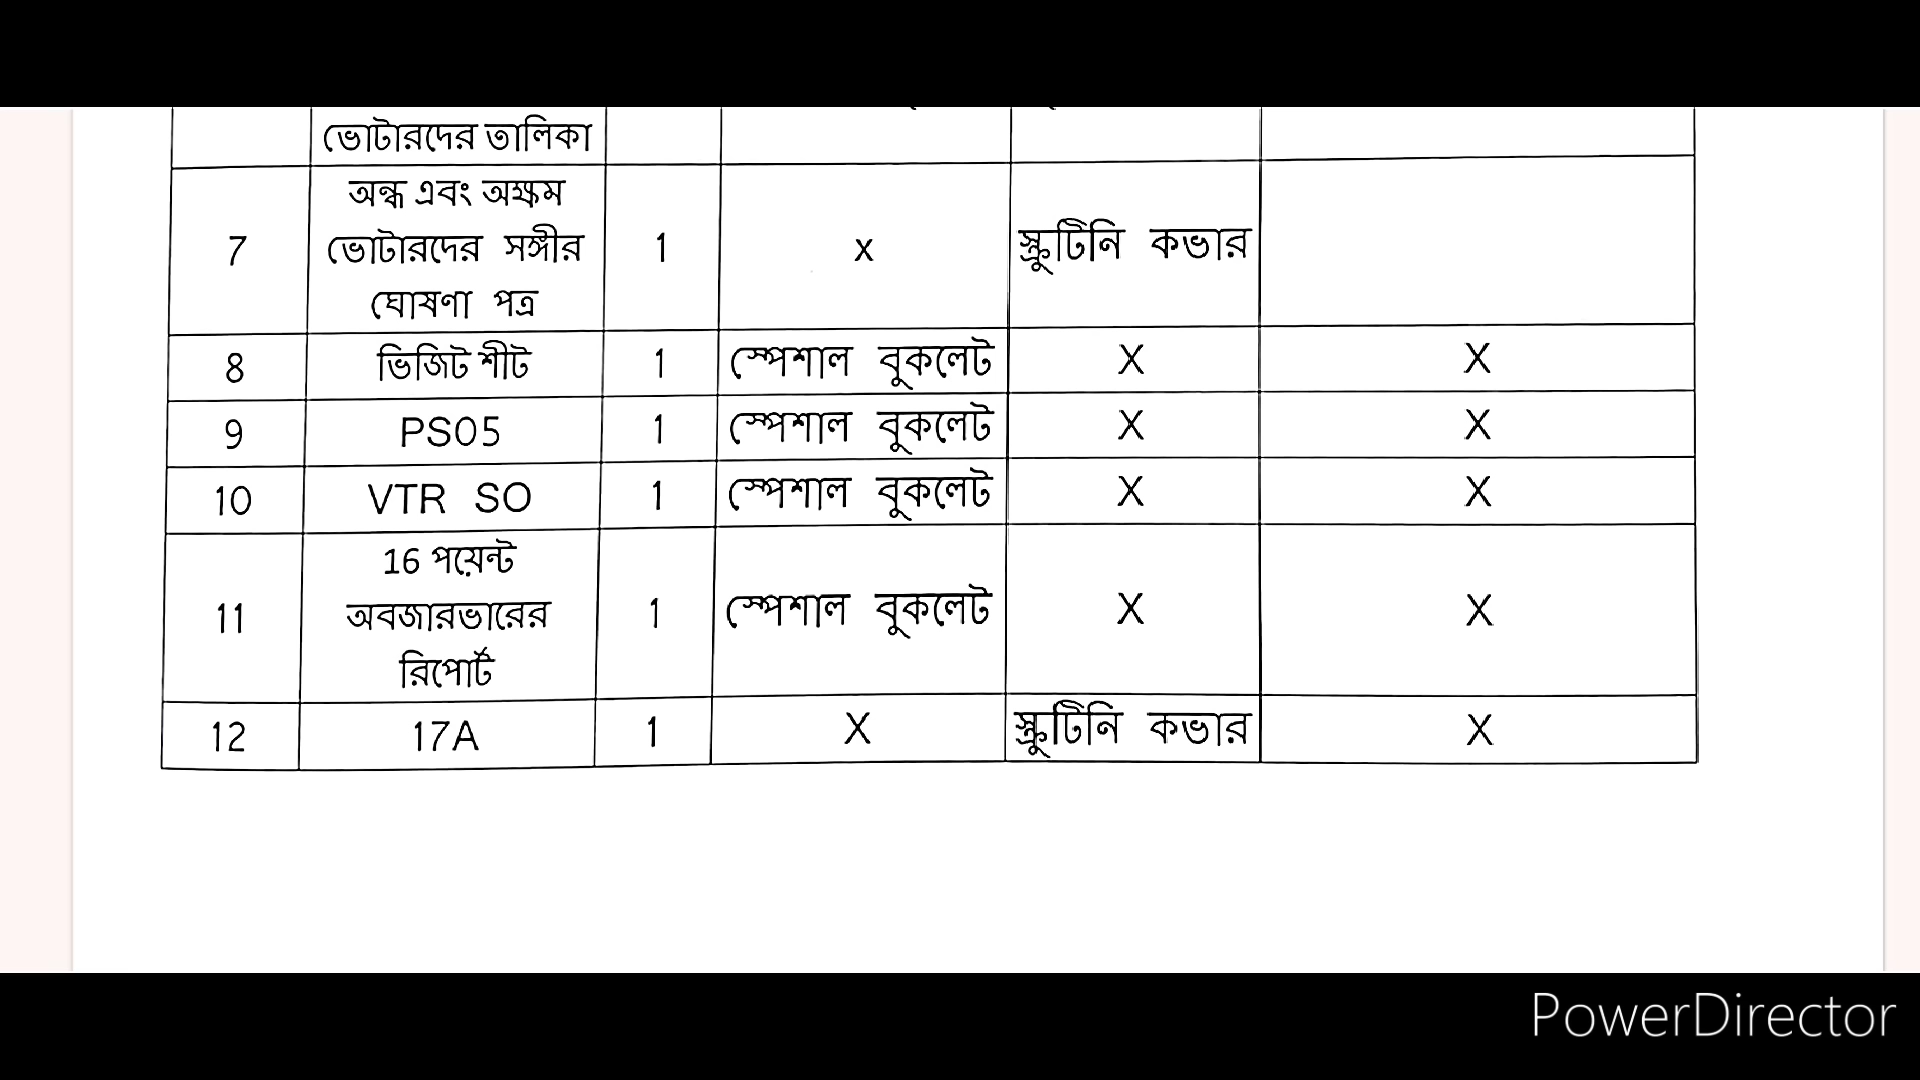 ভোটারদের তালিকা
7 অন্ধ এবং অক্ষম ভোটারদের সঙ্গীর ঘোষণা পত্র 1 x স্ক্রুটিনি কভার
8 ভিজিট শীট 1 স্পেশাল বুকলেট X X
9 PS05 1 স্পেশাল বুকলেট X X
10 VTR SO 1 স্পেশাল বুকলেট X X
11 16 পয়েন্ট অবজারভারের রিপোর্ট 1 স্পেশাল বুকলেট X X
12 17A 1 X স্ক্রুটিনি কভার X
PowerDirector